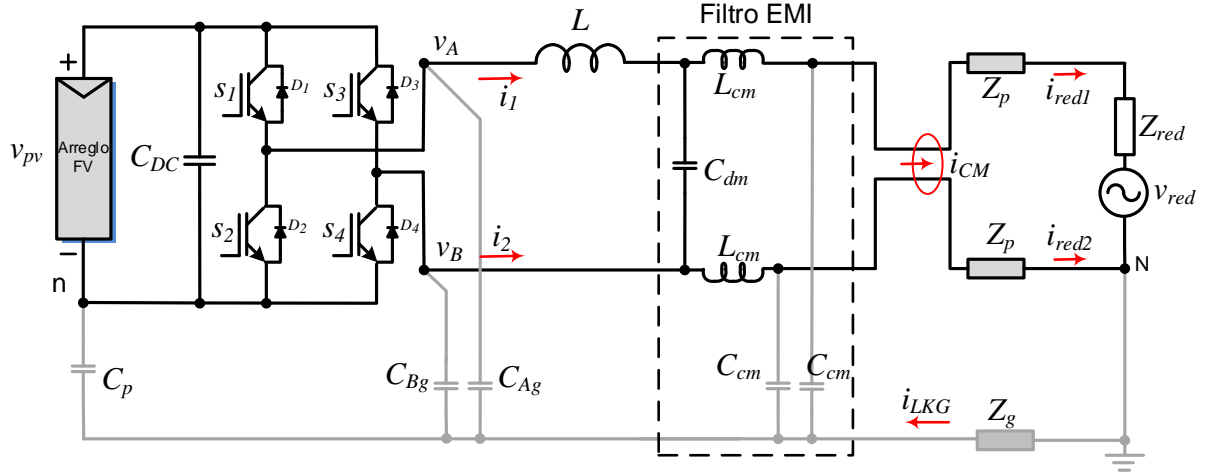 Filtro EMI
L
v_A
i_1
L_cm
Z_p
i_red1
+
s_1
D_1
s_3
D_3
Z_red
v_pv
Arreglo
FV
C_DC
C_dm
i_CM
v_red
s_2
D_2
s_4
D_4
v_B
i_2
L_cm
Z_p
i_red2
−
n
N
C_p
C_Bg
C_Ag
C_cm
C_cm
i_LKG
Z_g